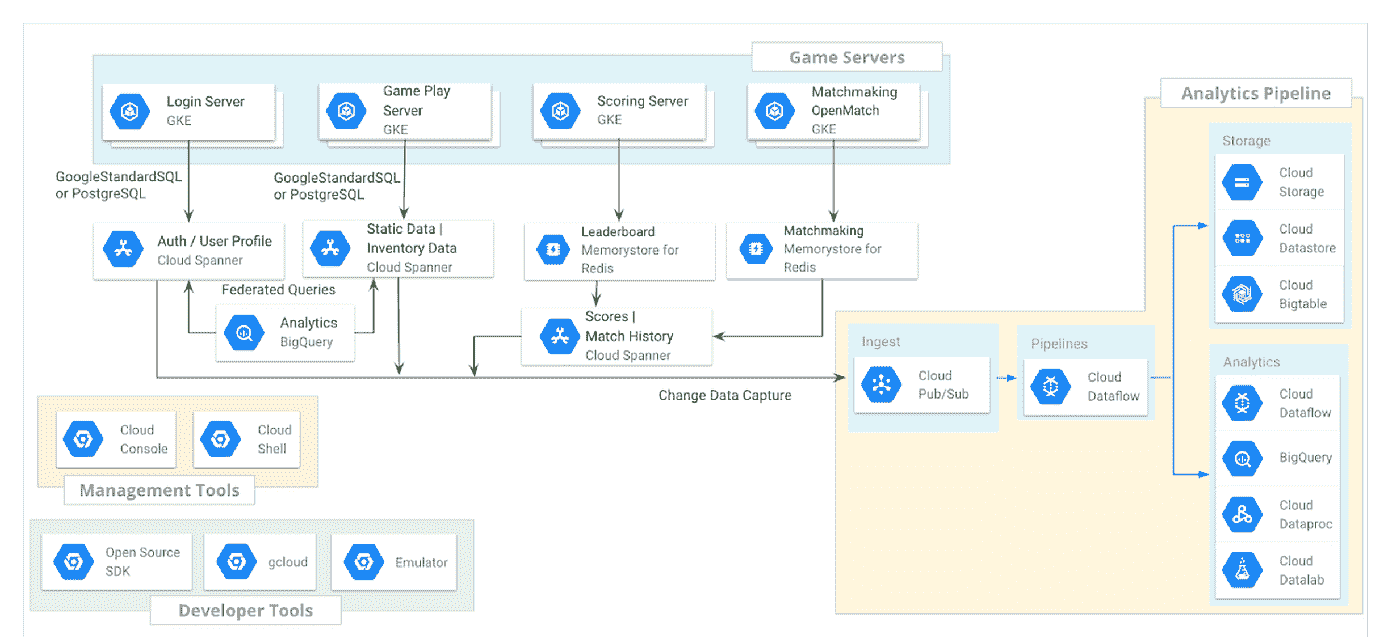 Game Servers
Login Server
GKE
Game Play
Server
GKE
Scoring Server
GKE
Matchmaking
OpenMatch
GKE
GoogleStandardSQL
or PostgreSQL
GoogleStandardSQL
or PostgreSQL
Auth / User Profile
Cloud Spanner
Static Data |
Inventory Data
Cloud Spanner
Leaderboard
Memorystore for
Redis
Matchmaking
Memorystore for
Redis
Federated Queries
Analytics
BigQuery
Scores |
Match History
Cloud Spanner
Change Data Capture
Analytics Pipeline
Ingest
Cloud
Pub/Sub
Pipelines
Cloud
Dataflow
Storage
Cloud
Storage
Cloud
Datastore
Cloud
Bigtable
Analytics
Cloud
Dataflow
BigQuery
Cloud
Dataproc
Cloud
Datalab
Cloud
Console
Cloud
Shell
Management Tools
Open Source
SDK
gcloud
Emulator
Developer Tools